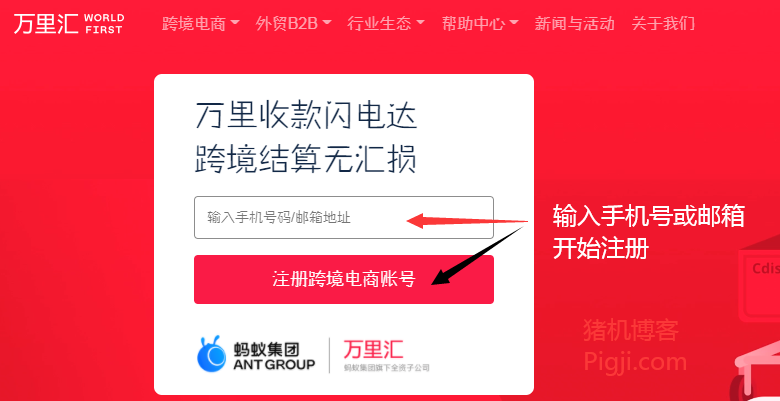 万里汇 WORLD FIRST
跨境电商 外贸B2B 行业生态 帮助中心 新闻与活动 关于我们
万里收款闪电达
跨境结算无汇损
输入手机号码/邮箱地址
注册跨境电商账号
蚂蚁集团
ANT GROUP
万里汇
蚂蚁集团旗下全资子公司
输入手机号或邮箱
开始注册
Cdis
猪机博客
Pigji.com